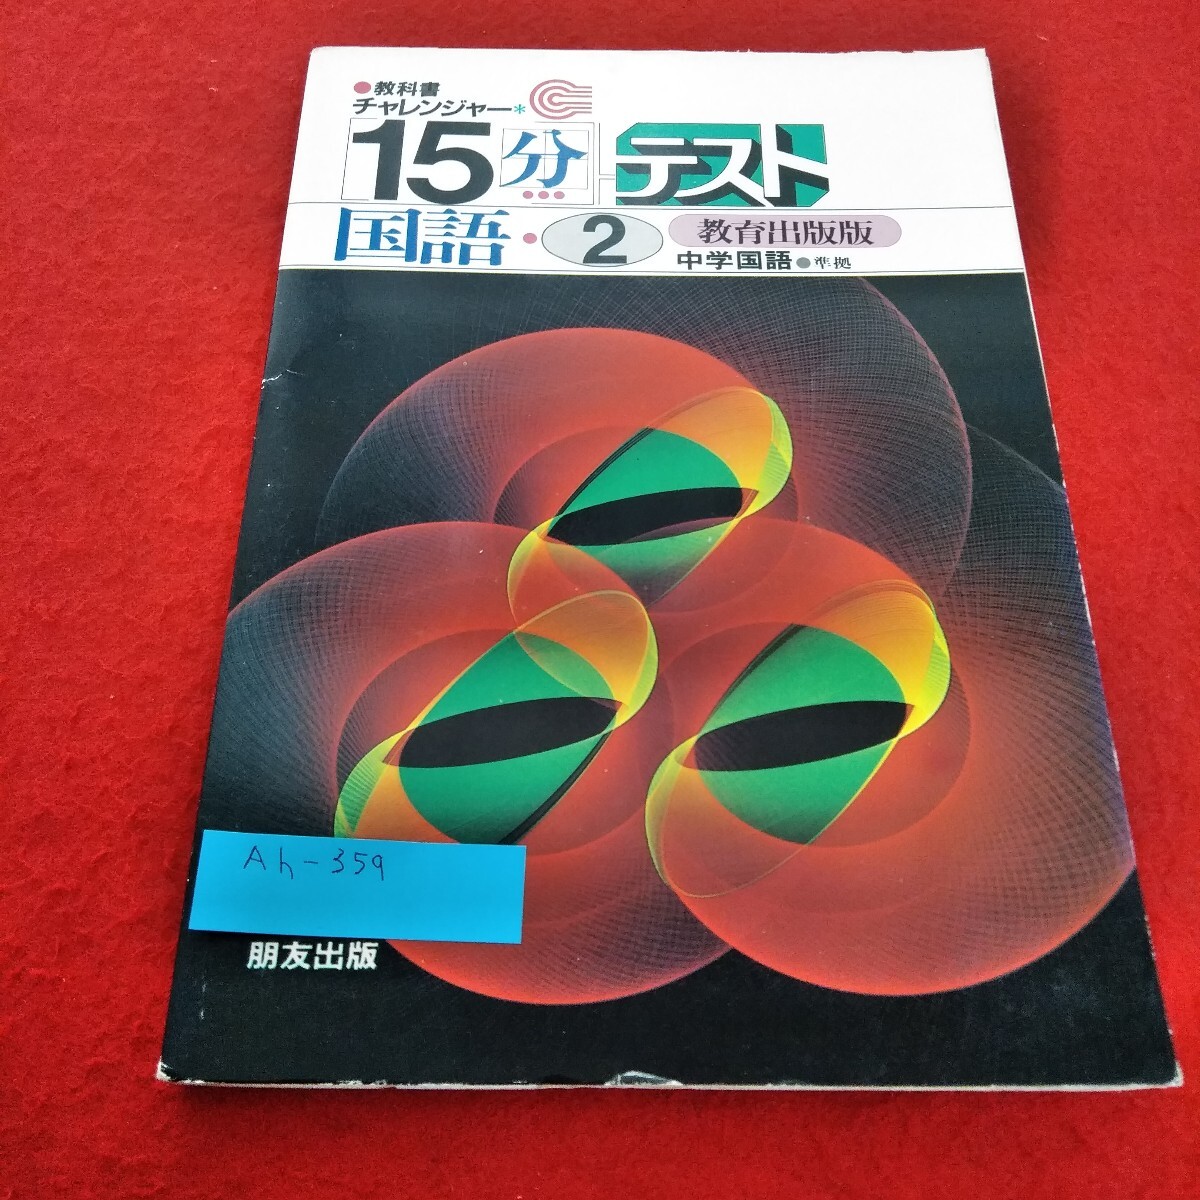 ●教科書
チャレンジャー*
15分テスト
国語・2 教育出版版
中学国語●準拠
Ah-359
朋友出版